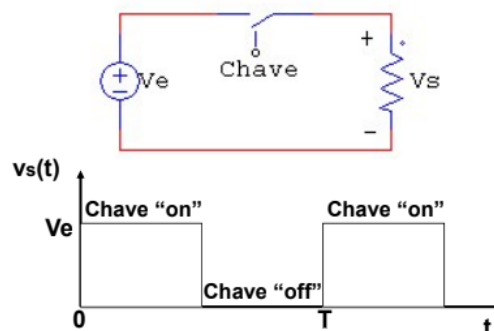 Ve
Chave
+
Vs
-
vs(t)
Chave "on" Chave "on"
Ve
Chave "off"
0 T t